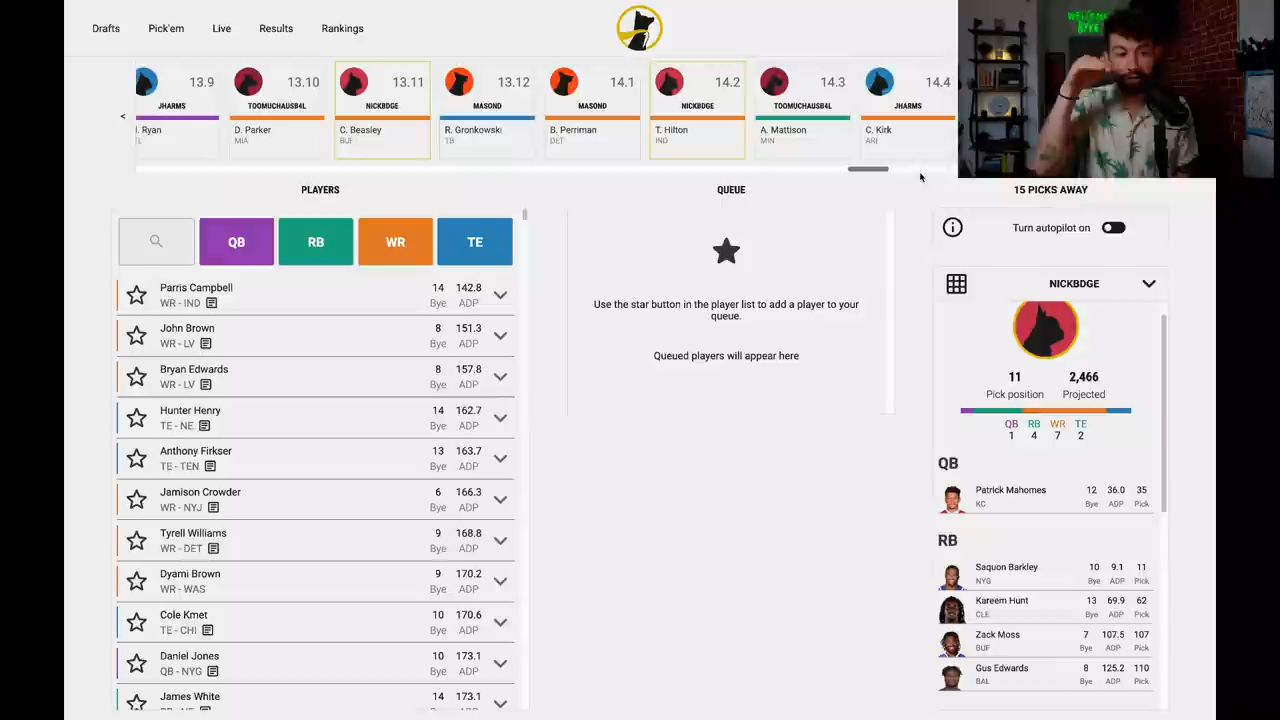 Drafts Pick'em Live Results Rankings
WELCOME
BYKE
13.9 13.10 13.11 13.12 14.1 14.2 14.3 14.4
JHARMS TOOMUCHAUSB4L NICKBDGE MASOND MASOND NICKBDGE TOOMUCHAUSB4L JHARMS
. Ryan D. Parker C. Beasley R. Gronkowski B. Perriman T. Hilton A. Mattison C. Kirk
MIA BUF TB DET IND MIN ARI
<
PLAYERS QUEUE 15 PICKS AWAY
QB RB WR TE
Turn autopilot on
Parris Campbell 14 142.8
WR - IND Bye ADP
John Brown 8 151.3
WR - LV Bye ADP
Bryan Edwards 8 157.8
WR - LV Bye ADP
Hunter Henry 14 162.7
TE - NE Bye ADP
Anthony Firkser 13 163.7
TE - TEN Bye ADP
Jamison Crowder 6 166.3
WR - NYJ Bye ADP
Tyrell Williams 9 168.8
WR - DET Bye ADP
Dyami Brown 9 170.2
WR - WAS Bye ADP
Cole Kmet 10 170.6
TE - CHI Bye ADP
Daniel Jones 10 173.1
QB - NYG Bye ADP
James White 14 173.1
Use the star button in the player list to add a player to your
queue.
Queued players will appear here
NICKBDGE
11 2,466
Pick position Projected
QB RB WR TE
1 4 7 2
QB
Patrick Mahomes 12 36.0 35
KC Bye ADP Pick
RB
Saquon Barkley 10 9.1 11
NYG Bye ADP Pick
Kareem Hunt 13 69.9 62
CLE Bye ADP Pick
Zack Moss 7 107.5 107
BUF Bye ADP Pick
Gus Edwards 8 125.2 110
BAL Bye ADP Pick